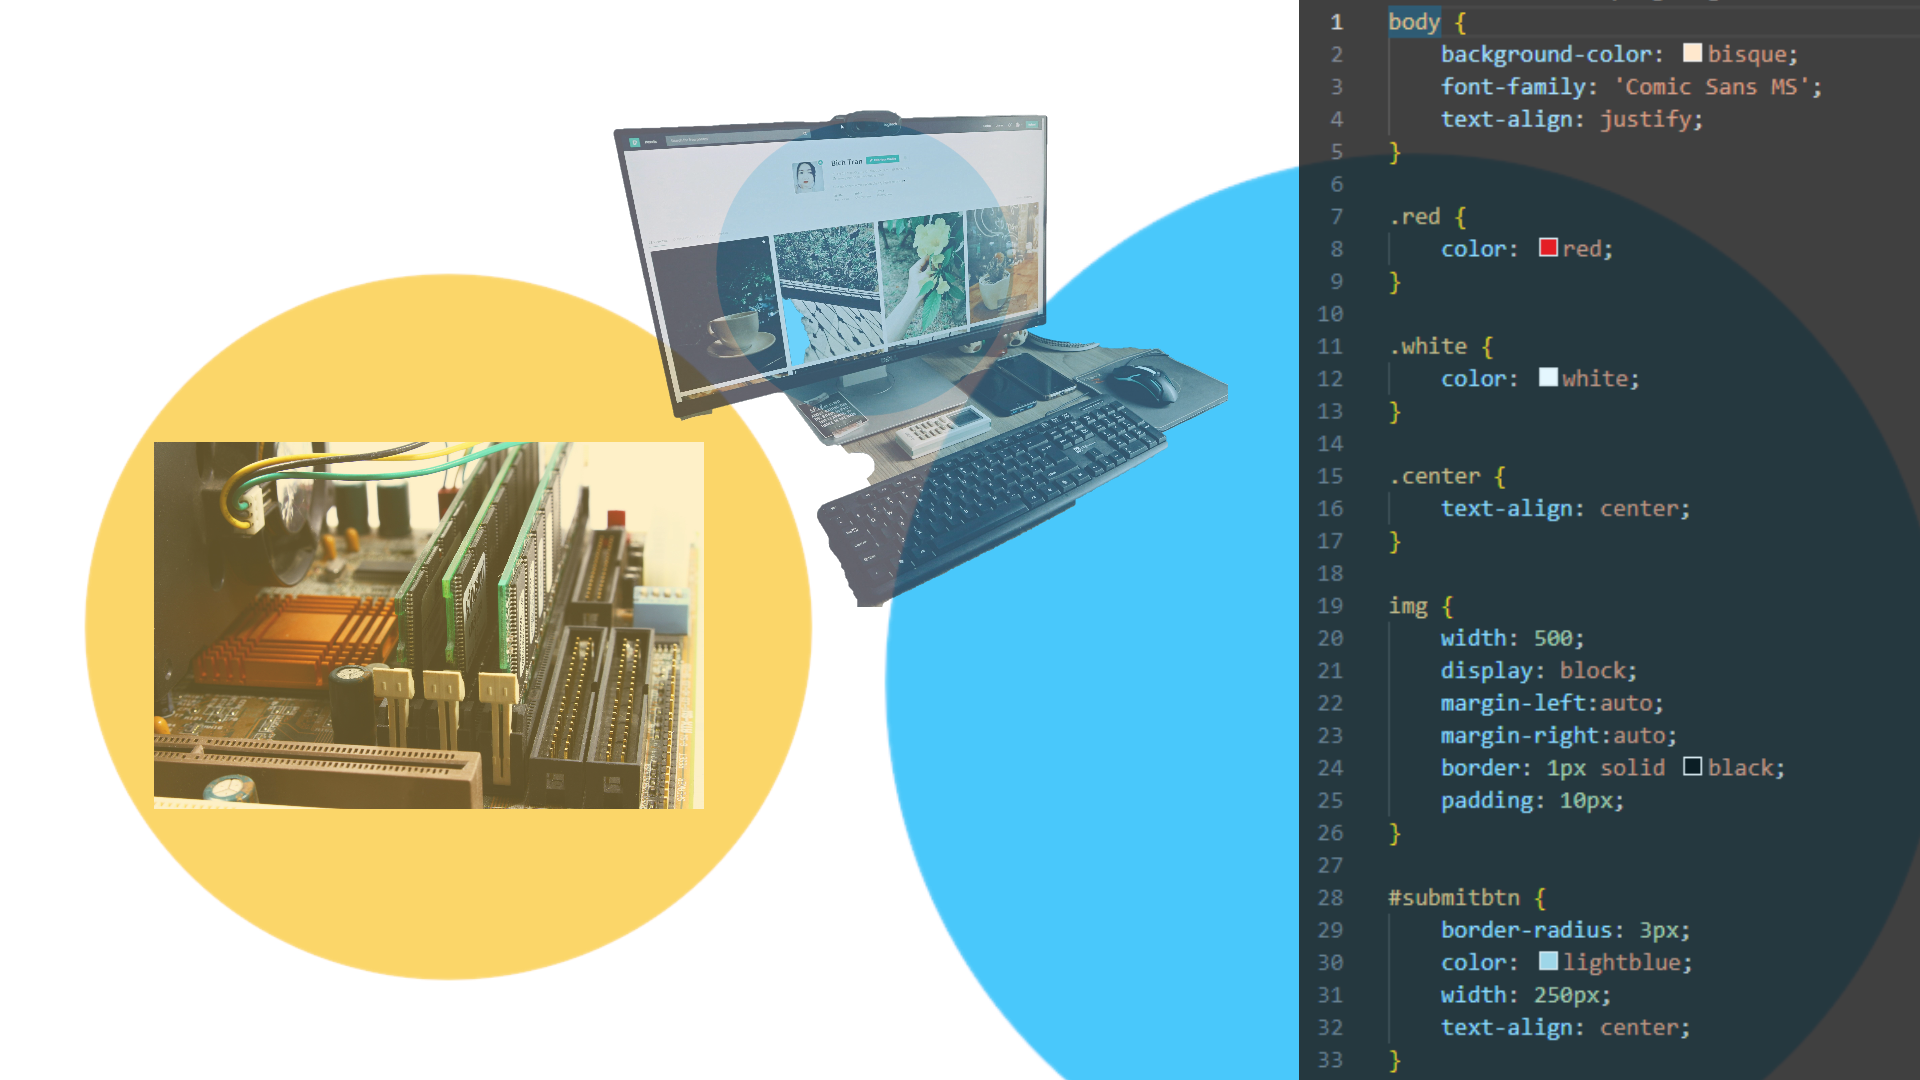 Bich Tran
1 body {
2 background-color: bisque;
3 font-family: 'Comic Sans MS';
4 text-align: justify;
5 }
6
7 .red {
8 color: red;
9 }
10
11 .white {
12 color: white;
13 }
14
15 .center {
16 text-align: center;
17 }
18
19 img {
20 width: 500;
21 display: block;
22 margin-left:auto;
23 margin-right:auto;
24 border: 1px solid black;
25 padding: 10px;
26 }
27
28 #submitbtn {
29 border-radius: 3px;
30 color: lightblue;
31 width: 250px;
32 text-align: center;
33 }